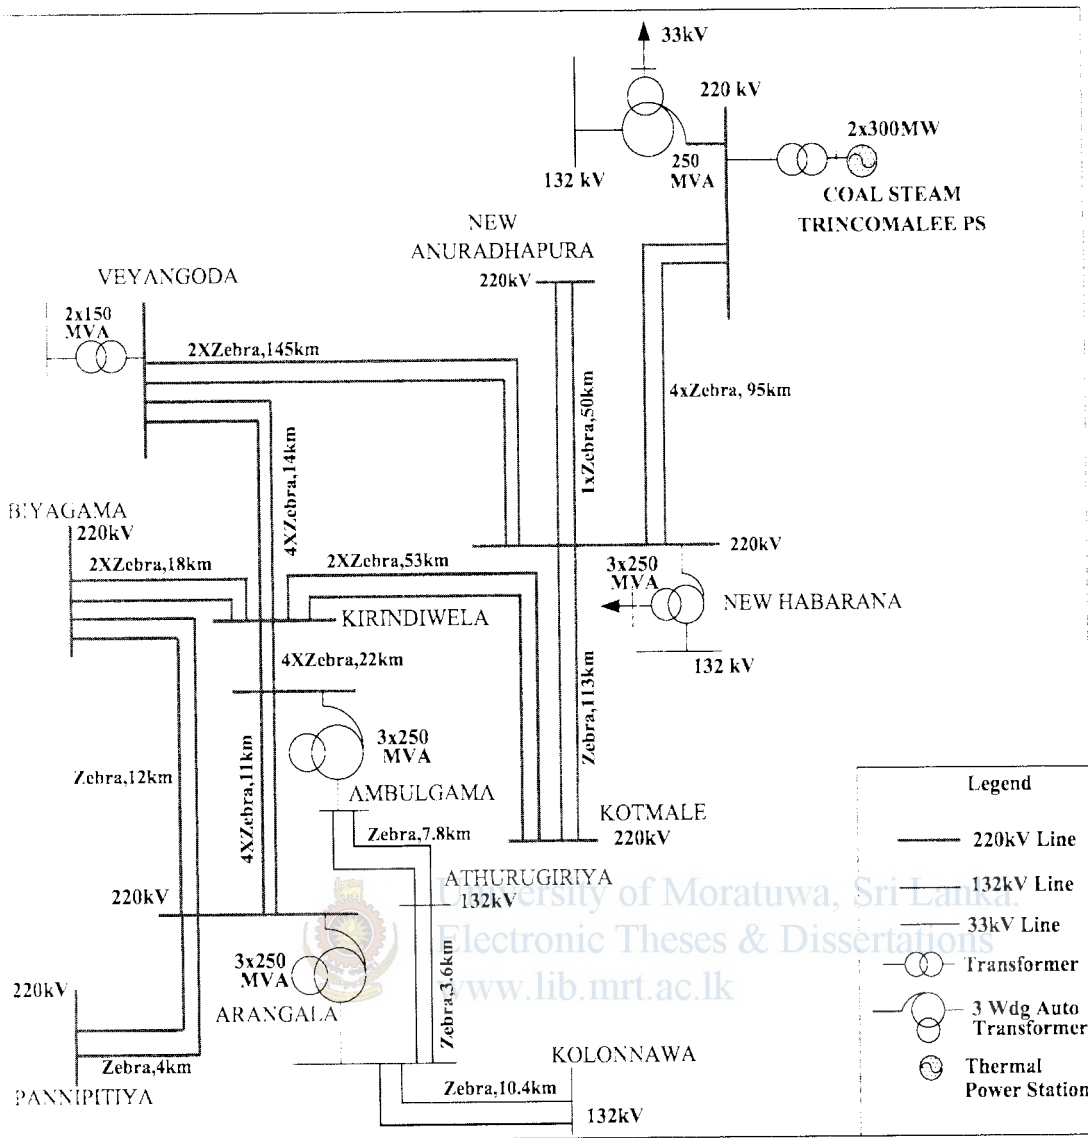 33kV
220 kV
2x300MW
250
MVA
132 kV
COAL STEAM
TRINCOMALEE PS
NEW
ANURADHAPURA
220kV
VEYANGODA
2x150
MVA
2XZebra,145km
4xZebra, 95km
1xZebra,50km
4XZebra,14km
BIYAGAMA
220kV
2XZebra,18km
2XZebra,53km
220kV
3x250
MVA
NEW HABARANA
KIRINDIWELA
132 kV
4XZebra,22km
Zebra,113km
3x250
MVA
Zebra,12km
4XZebra,11km
AMBULGAMA
Zebra,7.8km
KOTMALE
220kV
ATHURUGIRIYA
132kV
220kV
3x250
MVA
ARANGALA
Zebra,3.6km
220kV
Zebra,4km
PANNIPITIYA
KOLONNAWA
Zebra,10.4km
132kV
Legend
220kV Line
132kV Line
33kV Line
Transformer
3 Wdg Auto
Transformer
Thermal
Power Station
University of Moratuwa, Sri Lanka.
Electronic Theses & Dissertations
www.lib.mrt.ac.lk